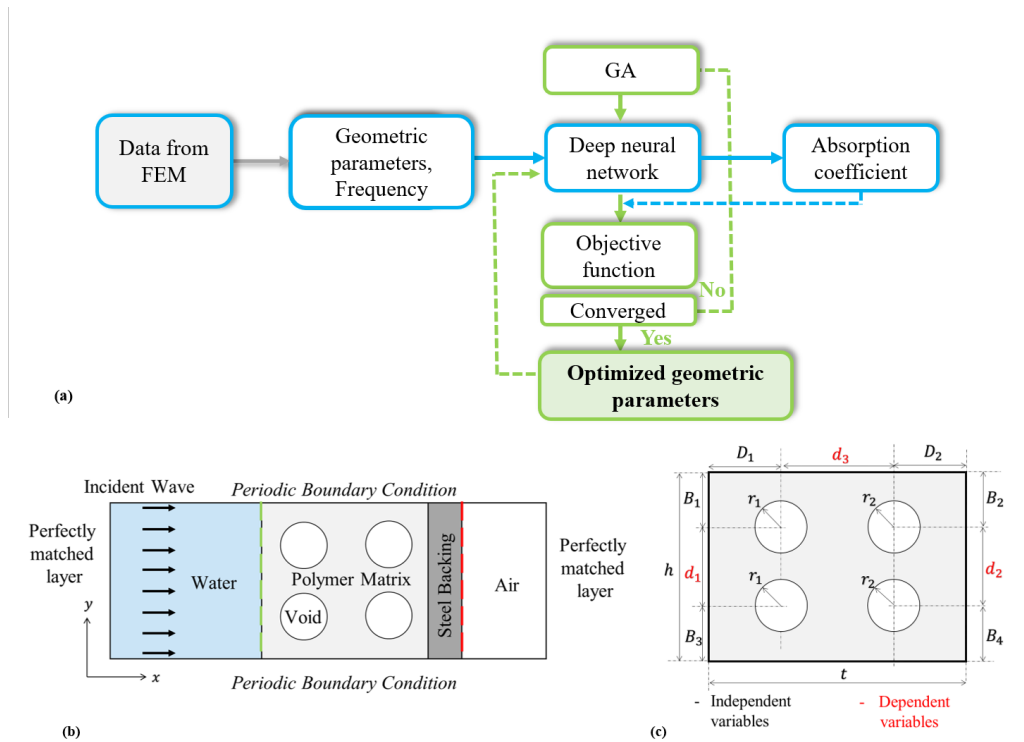 GA
Data from
FEM
Geometric
parameters,
Frequency
Deep neural
network
Absorption
coefficient
Objective
function
No
Converged
Yes
Optimized geometric
parameters
(a)
Incident Wave
Periodic Boundary Condition
Perfectly
matched
layer
Water
Polymer Matrix
Void
Steel Backing
Air
Perfectly
matched
layer
y
x
Periodic Boundary Condition
(b)
D₁
d₃
D₂
B₁
r₁
r₂
B₂
h
d₁
d₂
r₁
r₂
B₃
B₄
t
- Independent
variables
- Dependent
variables
(c)